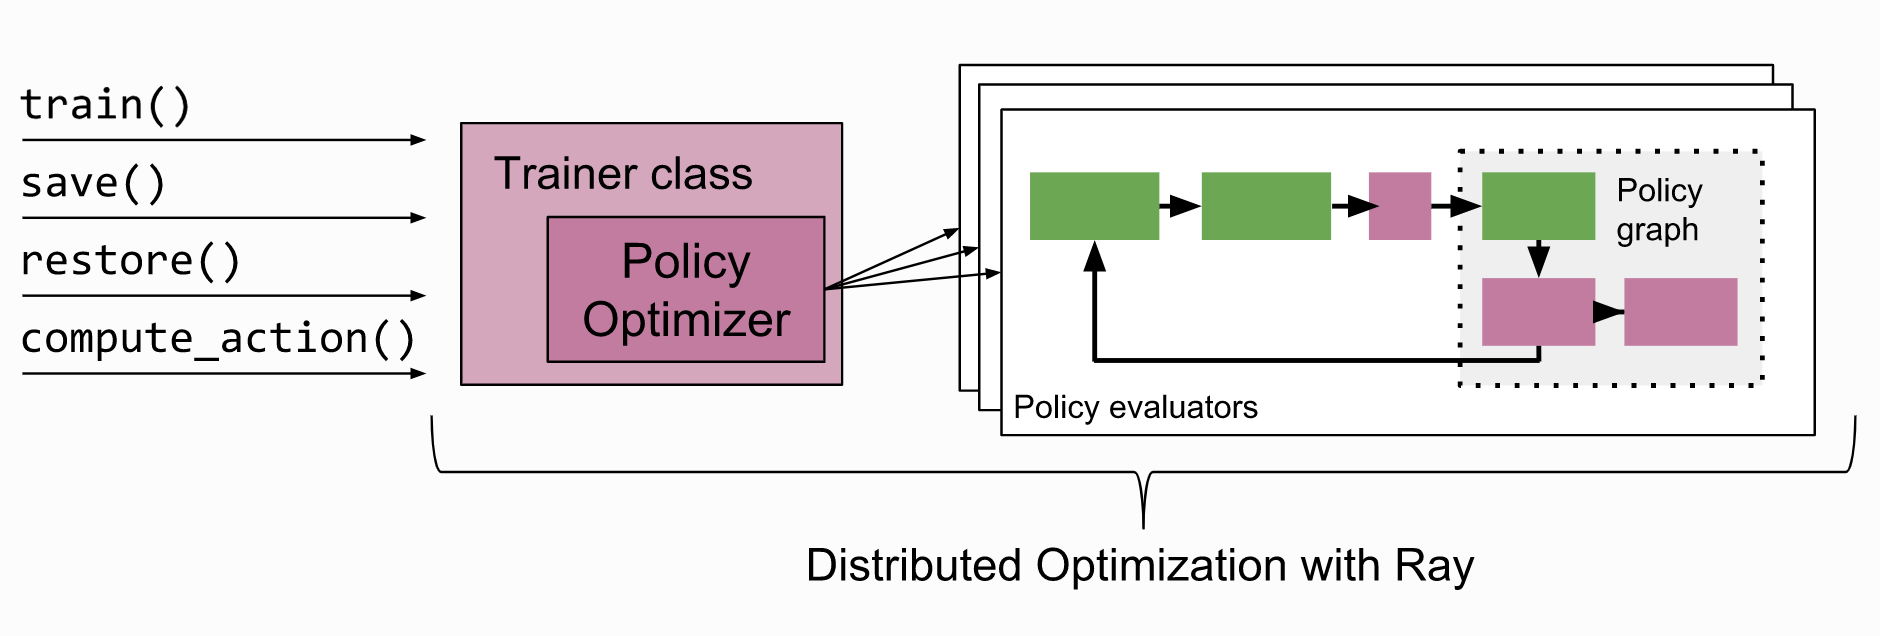 train()
save()
restore()
compute_action()
Trainer class
Policy
Optimizer
Policy
graph
Policy evaluators
Distributed Optimization with Ray